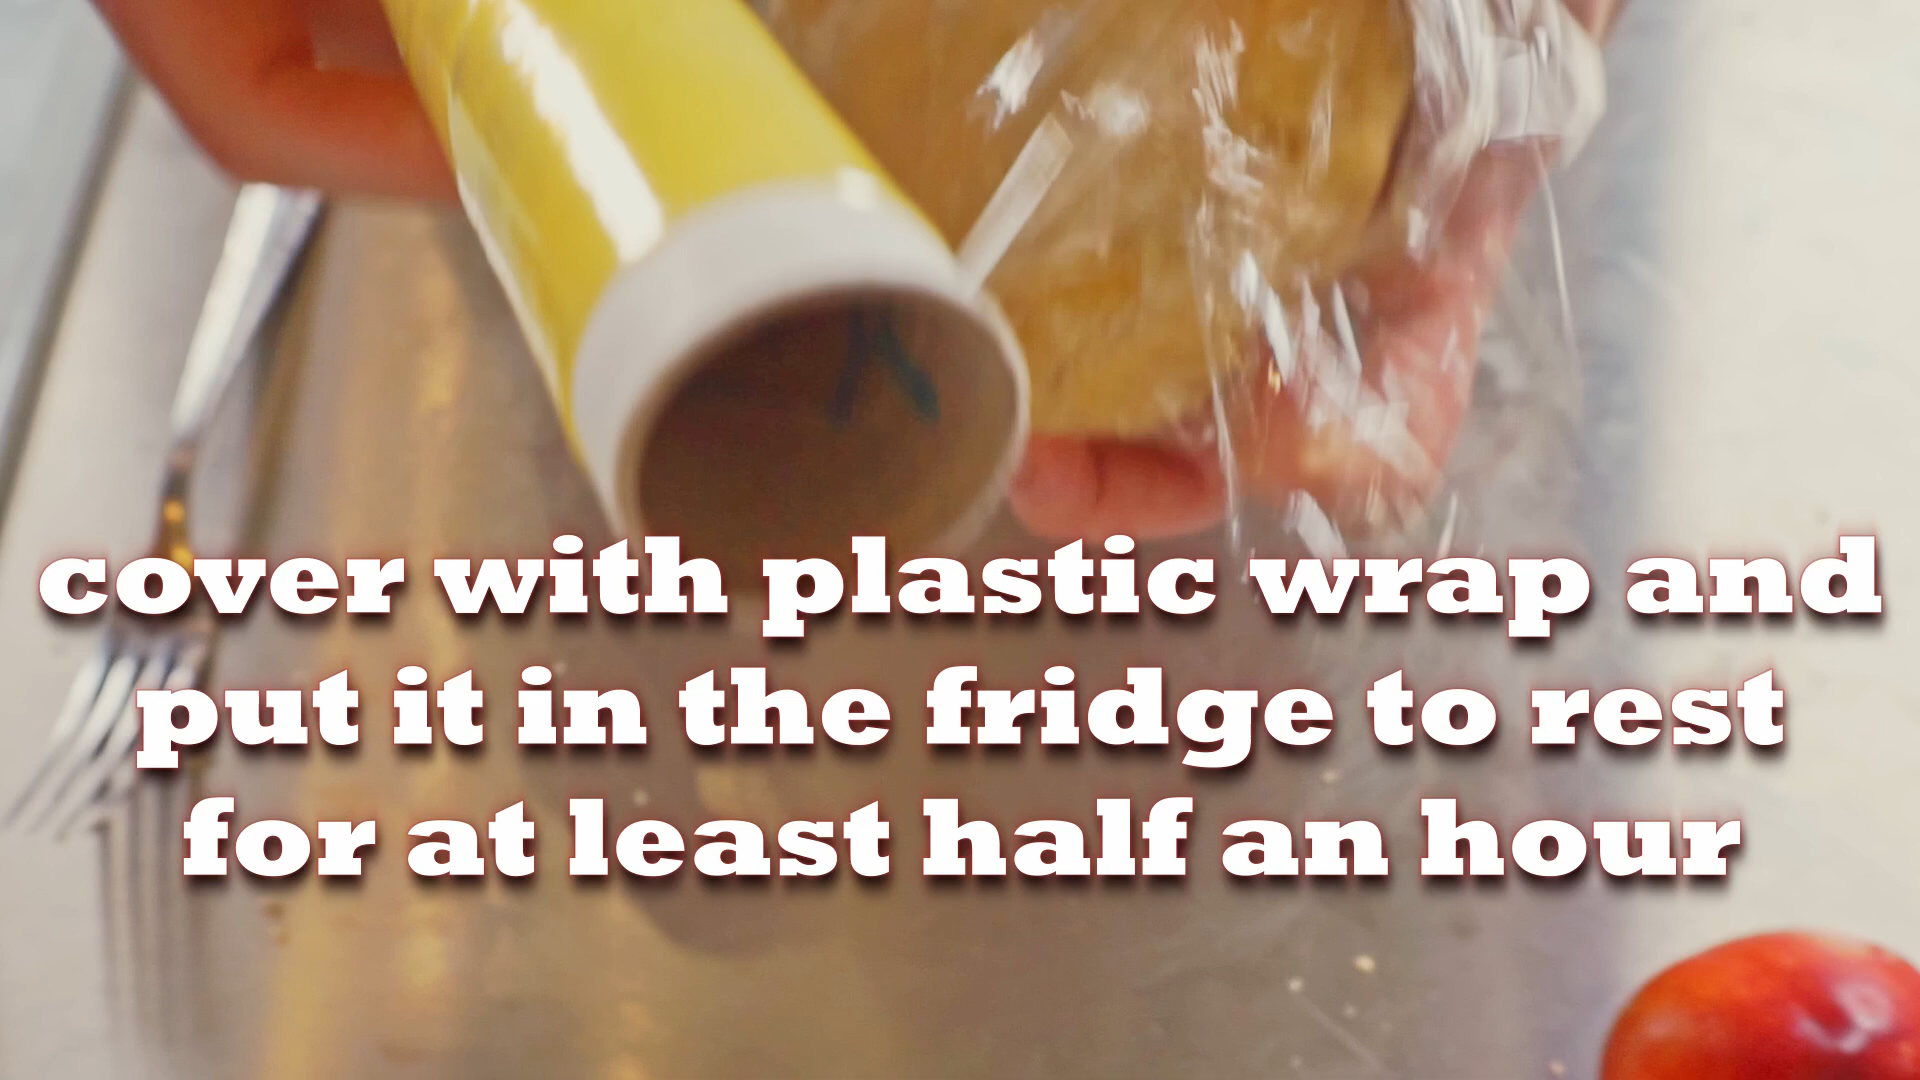 cover with plastic wrap and
put it in the fridge to rest
for at least half an hour